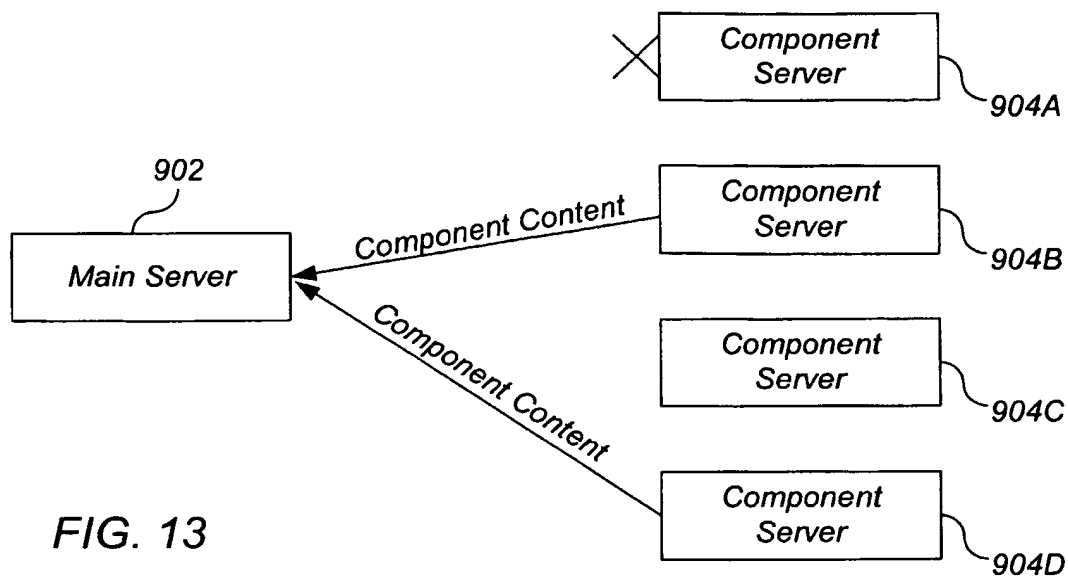 Component
Server
904A
902
Component Content
Component
Server
904B
Main Server
Component Content
Component
Server
904C
Component
Server
904D
FIG. 13